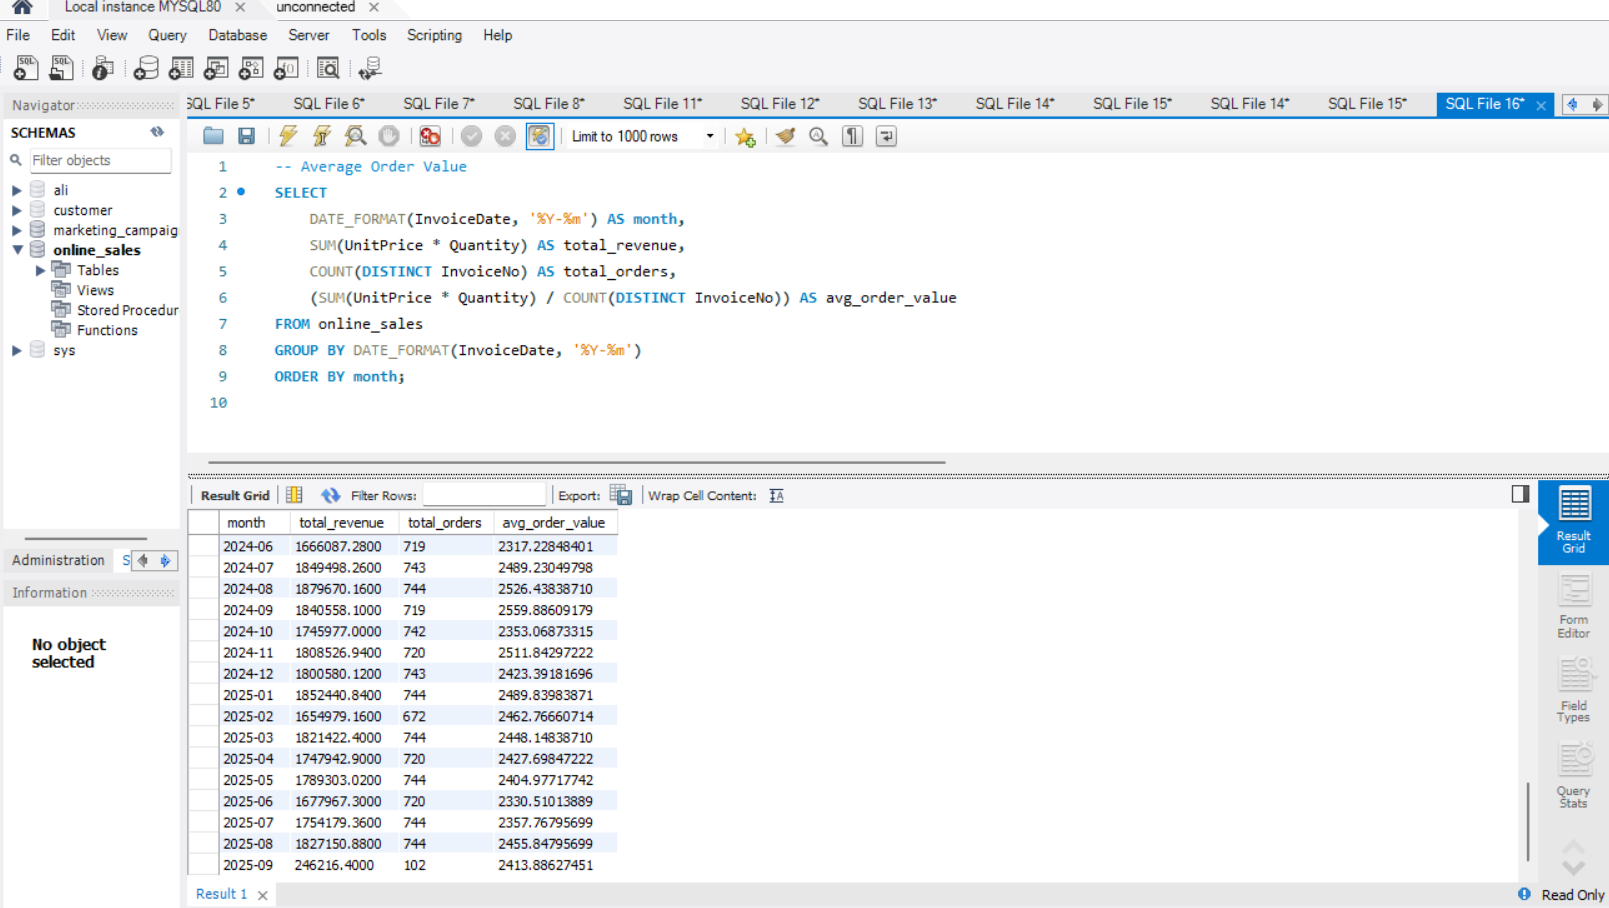 Local instance MYSQL80
unconnected
File Edit View Query Database Server Tools Scripting Help
Navigator
SCHEMAS
Filter objects
ali
customer
marketing_campaig
online_sales
Tables
Views
Stored Procedur
Functions
sys
Administration S
Information
No object
selected
SQL File 5* SQL File 6* SQL File 7* SQL File 8* SQL File 11* SQL File 12* SQL File 13* SQL File 14* SQL File 15* SQL File 14* SQL File 15* SQL File 16*
Limit to 1000 rows
1 -- Average Order Value
2 SELECT
3 DATE_FORMAT(InvoiceDate, '%Y-%m') AS month,
4 SUM(UnitPrice * Quantity) AS total_revenue,
5 COUNT(DISTINCT InvoiceNo) AS total_orders,
6 (SUM(UnitPrice * Quantity) / COUNT(DISTINCT InvoiceNo)) AS avg_order_value
7 FROM online_sales
8 GROUP BY DATE_FORMAT(InvoiceDate, '%Y-%m')
9 ORDER BY month;
10
Result Grid Filter Rows: Export: Wrap Cell Content:
month total_revenue total_orders avg_order_value
2024-06 1666087.2800 719 2317.22848401
2024-07 1849498.2600 743 2489.23049798
2024-08 1879670.1600 744 2526.43838710
2024-09 1840558.1000 719 2559.88609179
2024-10 1745977.0000 742 2353.06873315
2024-11 1808526.9400 720 2511.84297222
2024-12 1800580.1200 743 2423.39181696
2025-01 1852440.8400 744 2489.83983871
2025-02 1654979.1600 672 2462.76660714
2025-03 1821422.4000 744 2448.14838710
2025-04 1747942.9000 720 2427.69847222
2025-05 1789303.0200 744 2404.97717742
2025-06 1677967.3000 720 2330.51013889
2025-07 1754179.3600 744 2357.76795699
2025-08 1827150.8800 744 2455.84795699
2025-09 246216.4000 102 2413.88627451
Result
Grid
Form
Editor
Field
Types
Query
Stats
Result 1
Read Only